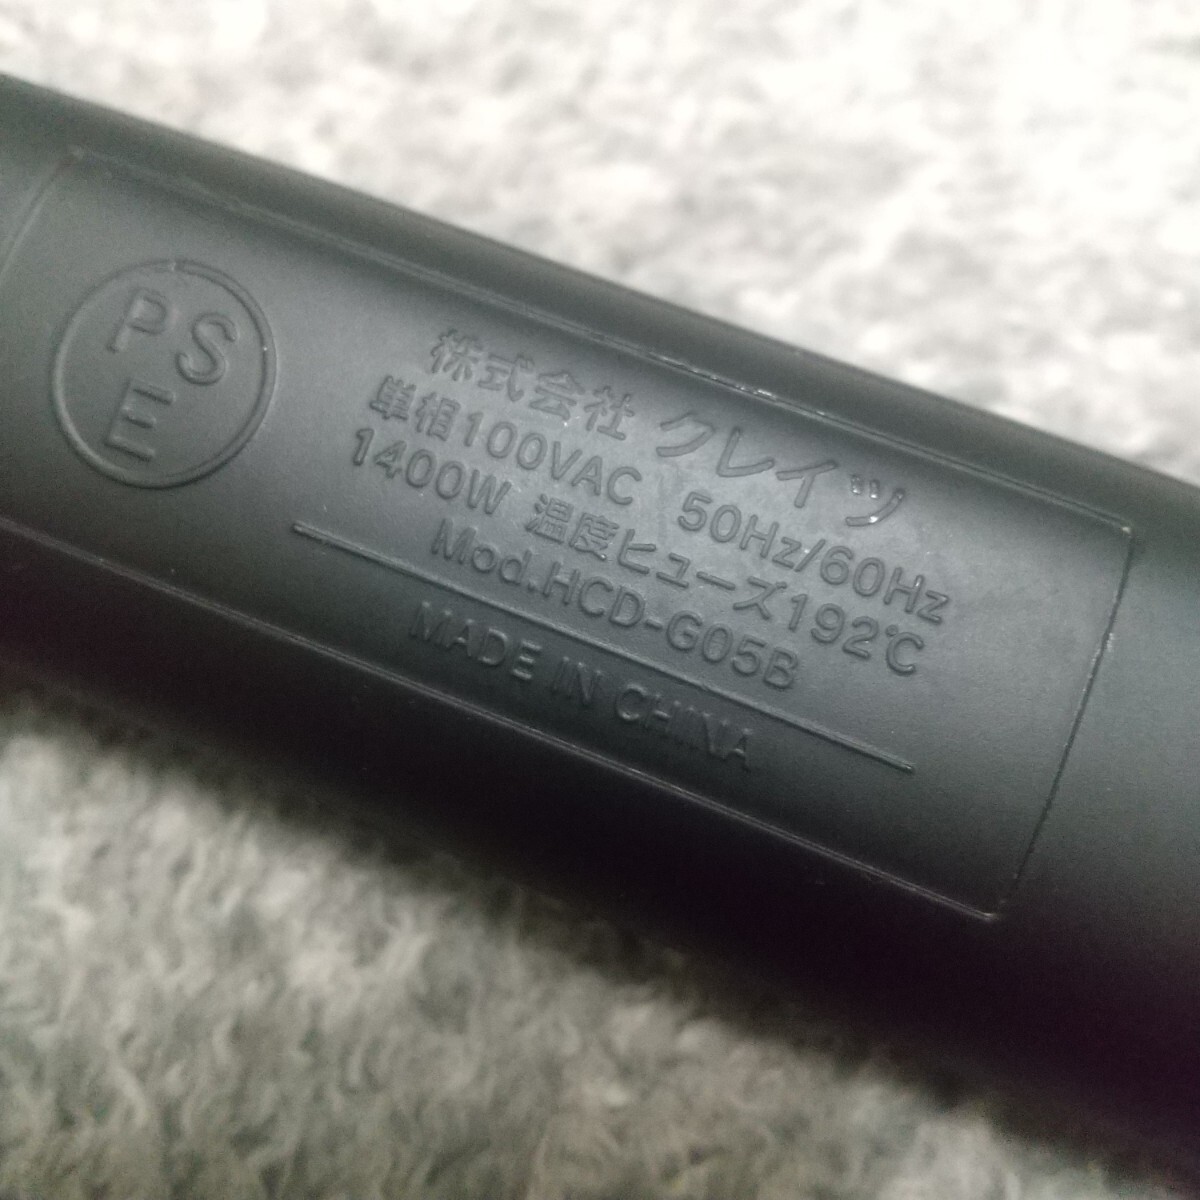 PS
E
株式会社 クレイツ
単相100VAC 50Hz/60Hz
1400W 温度ヒューズ192℃
Mod.HCD-G05B
MADE IN CHINA